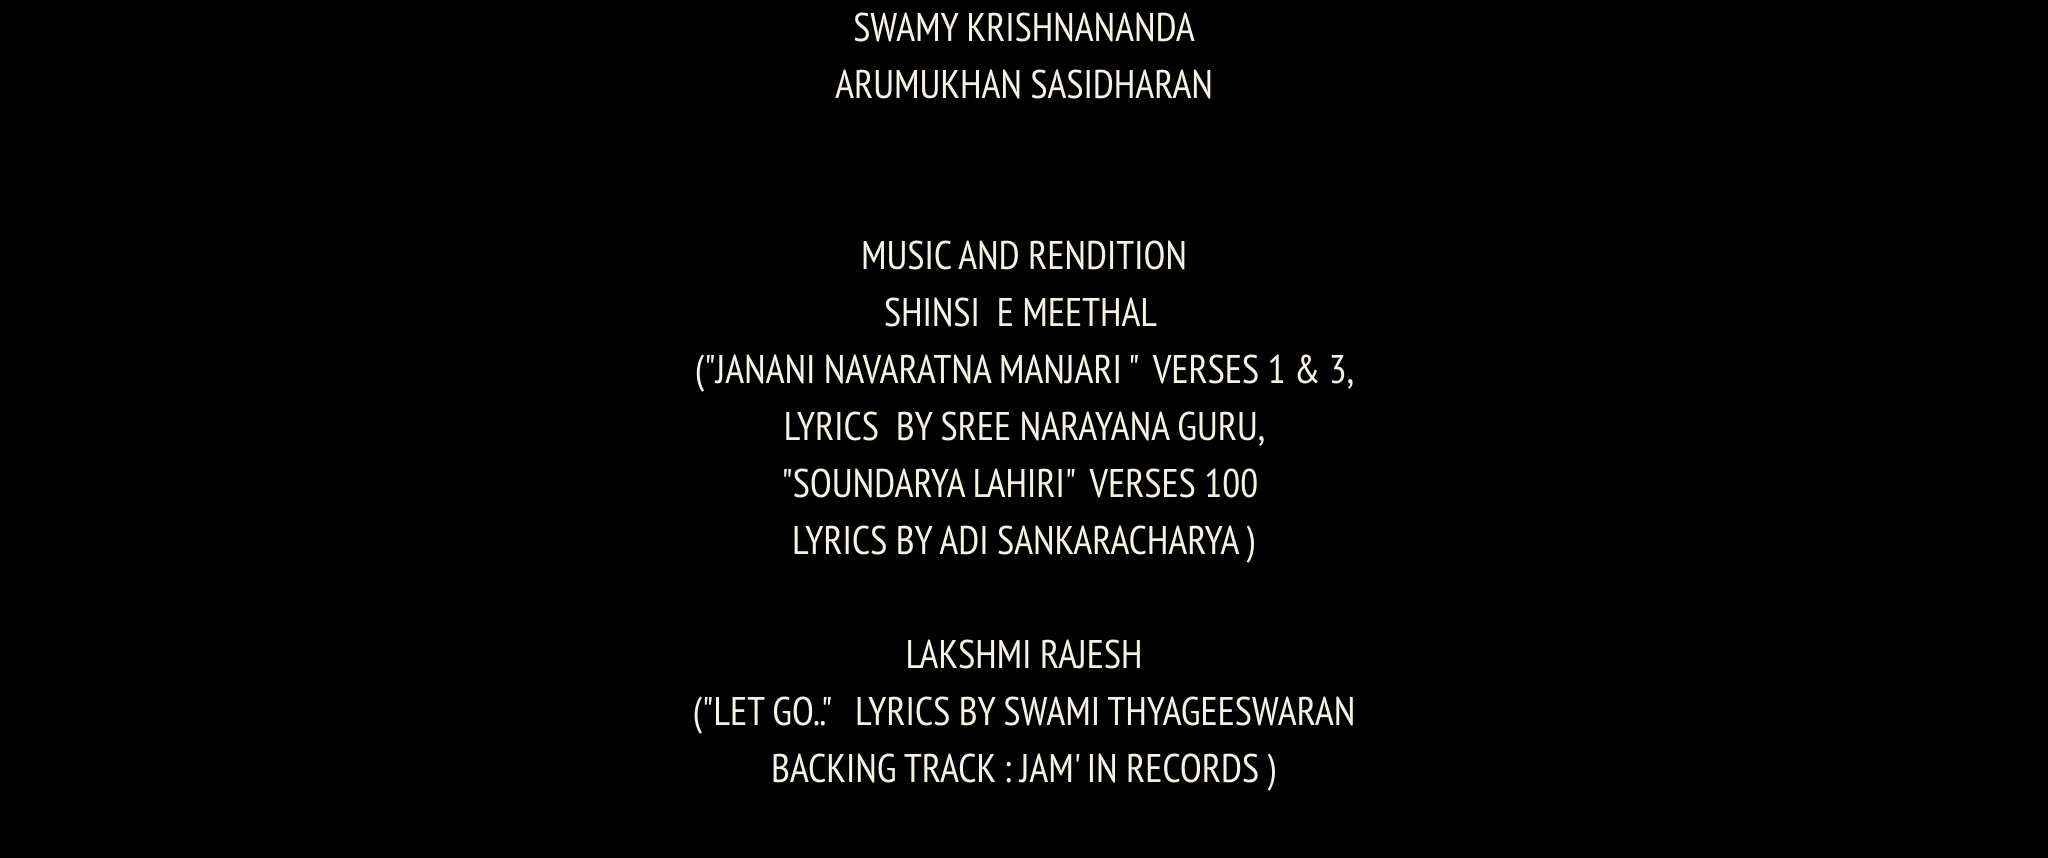 SWAMY KRISHNANANDA
ARUMUKHAN SASIDHARAN
MUSIC AND RENDITION
SHINSI  E MEETHAL
("JANANI NAVARATNA MANJARI "  VERSES 1 & 3,
LYRICS  BY SREE NARAYANA GURU,
"SOUNDARYA LAHIRI"  VERSES 100
LYRICS BY ADI SANKARACHARYA )
LAKSHMI RAJESH
("LET GO.."   LYRICS BY SWAMI THYAGEESWARAN
BACKING TRACK : JAM' IN RECORDS )